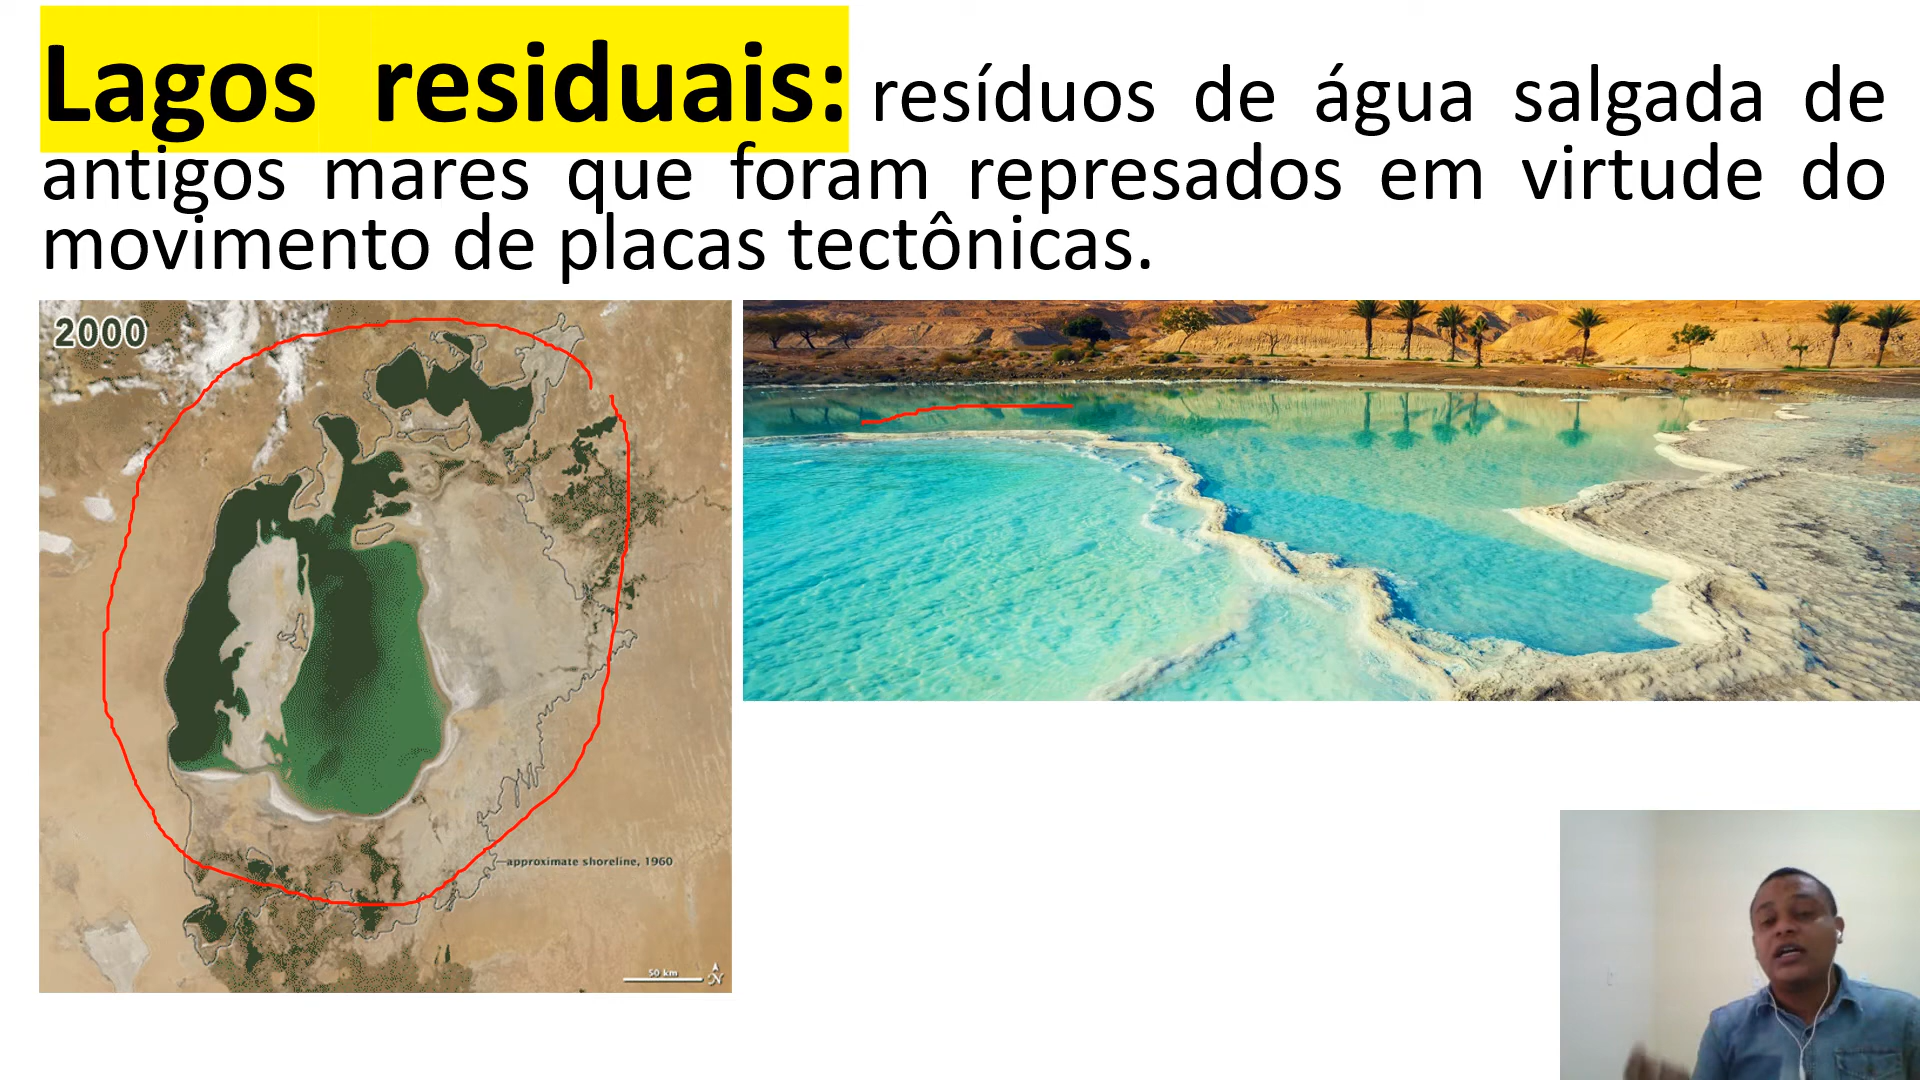 Lagos residuais: resíduos de água salgada de
antigos mares que foram represados em virtude do
movimento de placas tectônicas.
2000
approximate shoreline, 1960
50 km
N